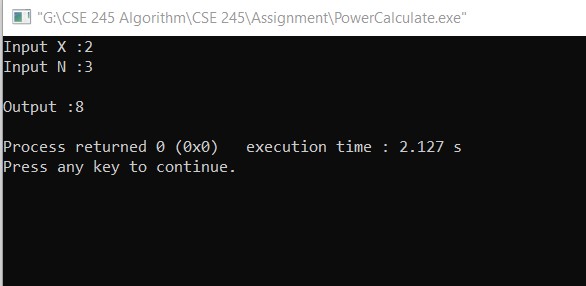 "G:\CSE 245 Algorithm\CSE 245\Assignment\PowerCalculate.exe"
Input X :2
Input N :3
Output :8
Process returned 0 (0x0)   execution time : 2.127 s
Press any key to continue.